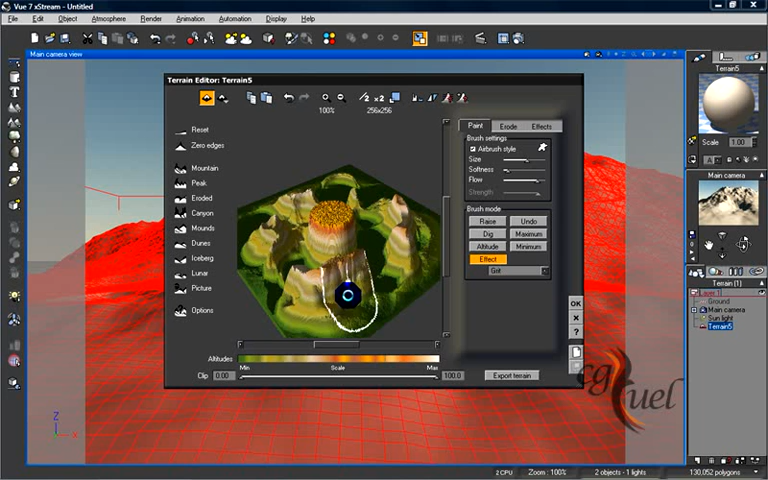 Vue 7 xStream - Untitled
File Edit Object Atmosphere Render Animation Automation Display Help
Main camera view
Terrain Editor: Terrain5
100% /2 x2 256x256
Reset
Zero edges
Mountain
Peak
Eroded
Canyon
Mounds
Dunes
Iceberg
Lunar
Picture
Options
Paint Erode Effects
Brush settings
Airbrush style
Size
Softness
Flow
Strength
Brush mode
Raise Undo
Dig Maximum
Altitude Minimum
Effect
Grit
OK
Altitudes
Min Scale Max
Clip 0.00 100.0
Export terrain
Terrain5
Scale 1.00
Main camera
Terrain (1)
Layer 1
Ground
Main camera
Sun light
Terrain5
Z
X
cgfuel
2 CPU Zoom : 100% 2 objects - 1 lights 130,052 polygons